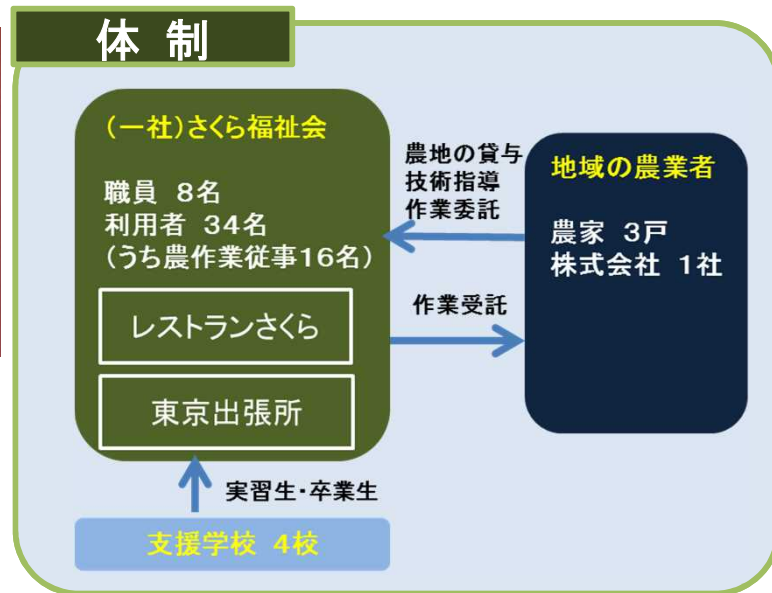 体 制
(一社)さくら福祉会
職員 8名
利用者 34名
(うち農作業従事16名)
レストランさくら
東京出張所
農地の貸与
技術指導
作業委託
作業受託
地域の農業者
農家 3戸
株式会社 1社
実習生・卒業生
支援学校 4校